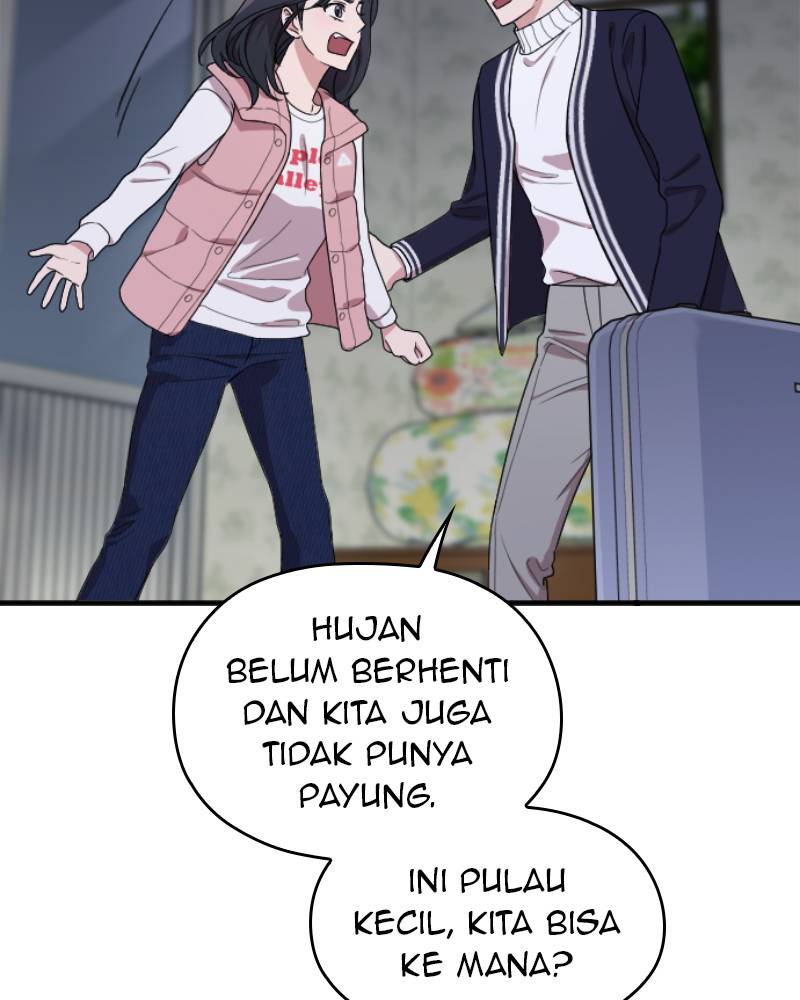 HUJAN
BELUM BERHENTI
DAN KITA JUGA
TIDAK PUNYA
PAYUNG.
INI PULAU
KECIL, KITA BISA
KE MANA?